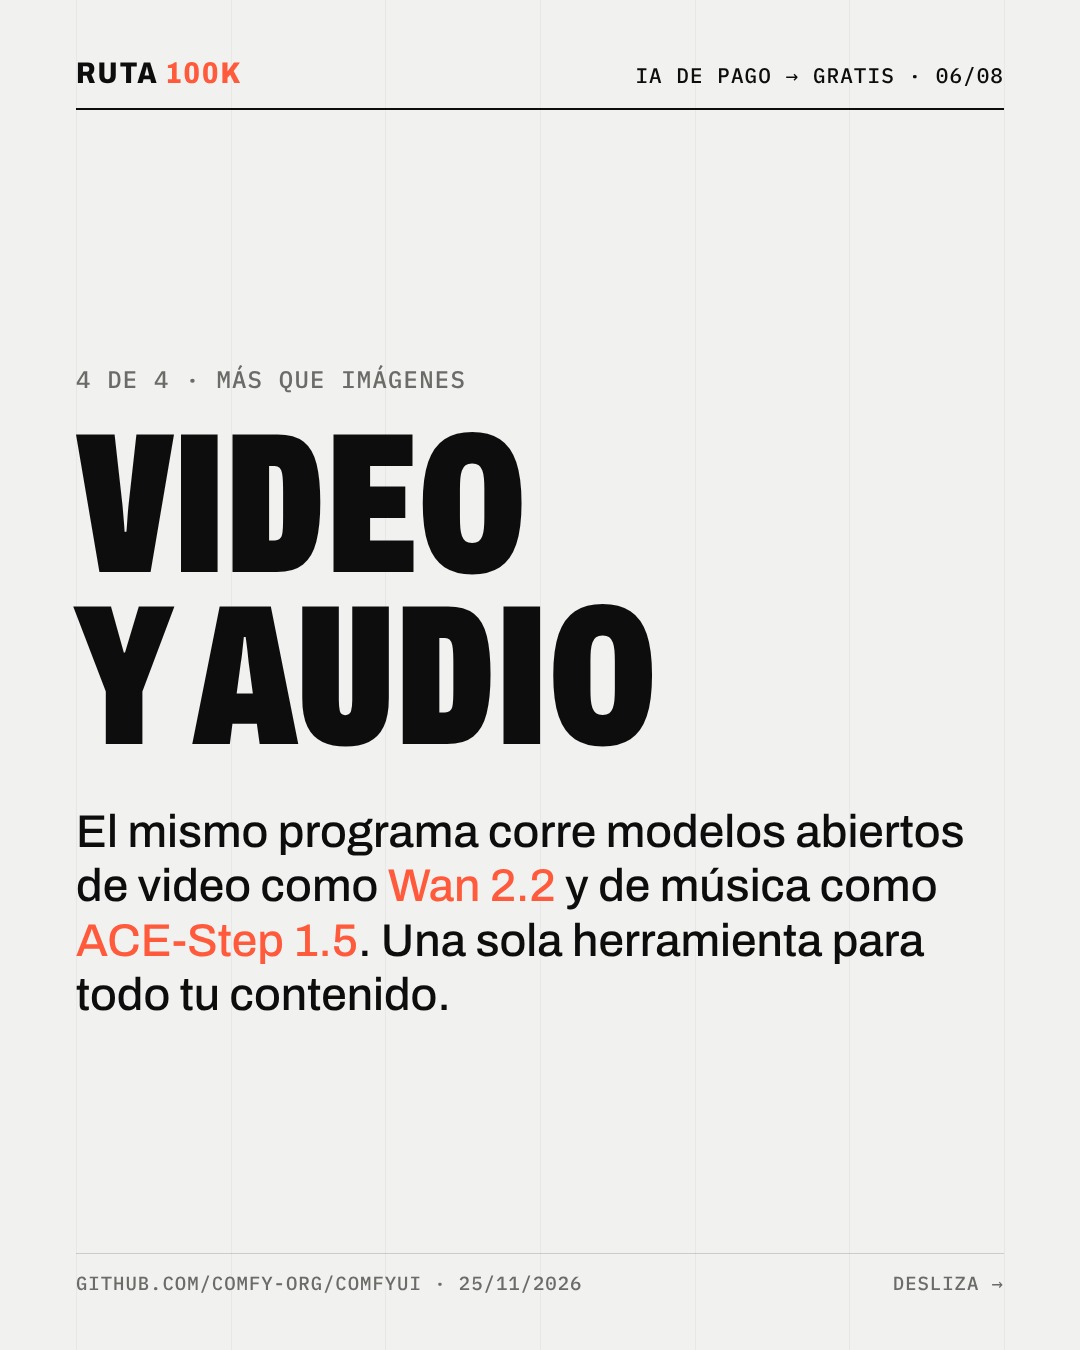 RUTA 100K
IA DE PAGO → GRATIS · 06/08
4 DE 4 · MÁS QUE IMÁGENES
VIDEO
Y AUDIO
El mismo programa corre modelos abiertos
de video como Wan 2.2 y de música como
ACE-Step 1.5. Una sola herramienta para
todo tu contenido.
GITHUB.COM/COMFY-ORG/COMFYUI · 25/11/2026
DESLIZA →